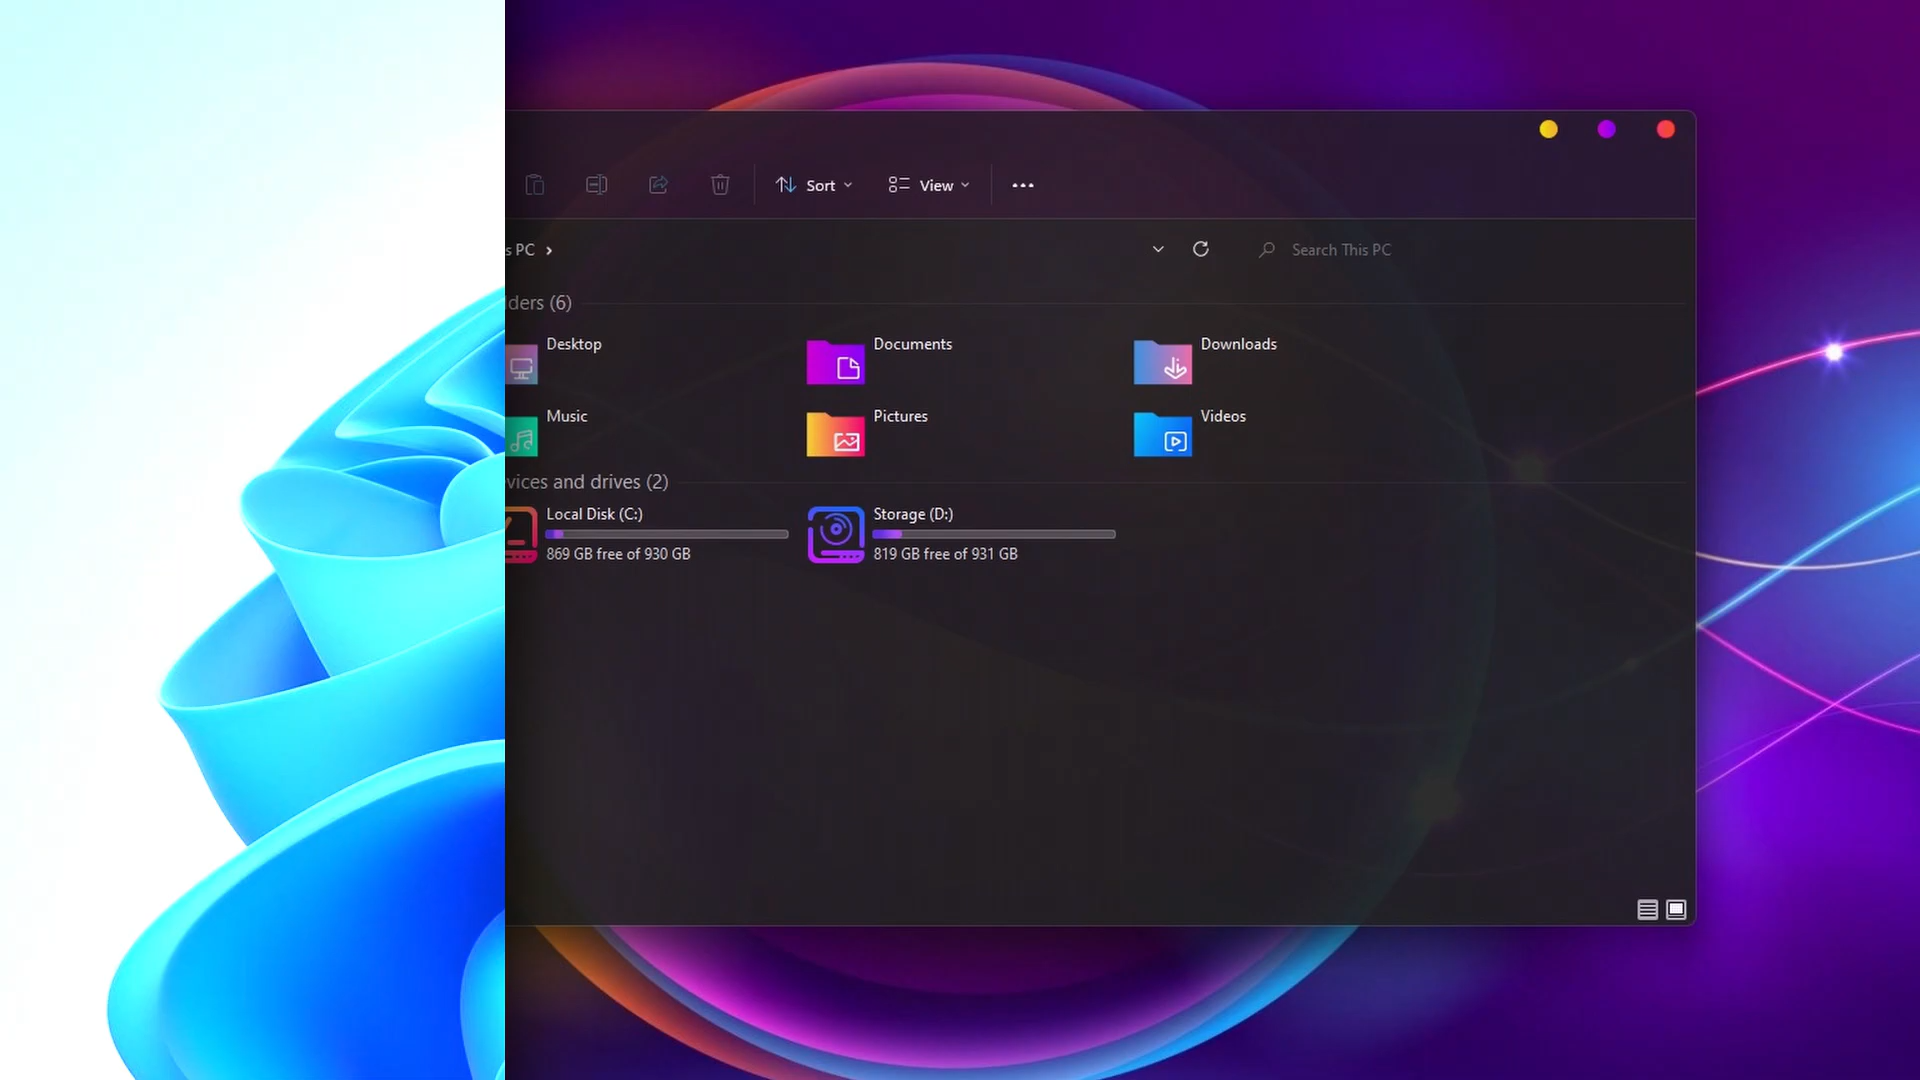 Sort View
s PC Search This PC
lders (6)
Desktop Documents Downloads
Music Pictures Videos
vices and drives (2)
Local Disk (C:) Storage (D:)
869 GB free of 930 GB 819 GB free of 931 GB